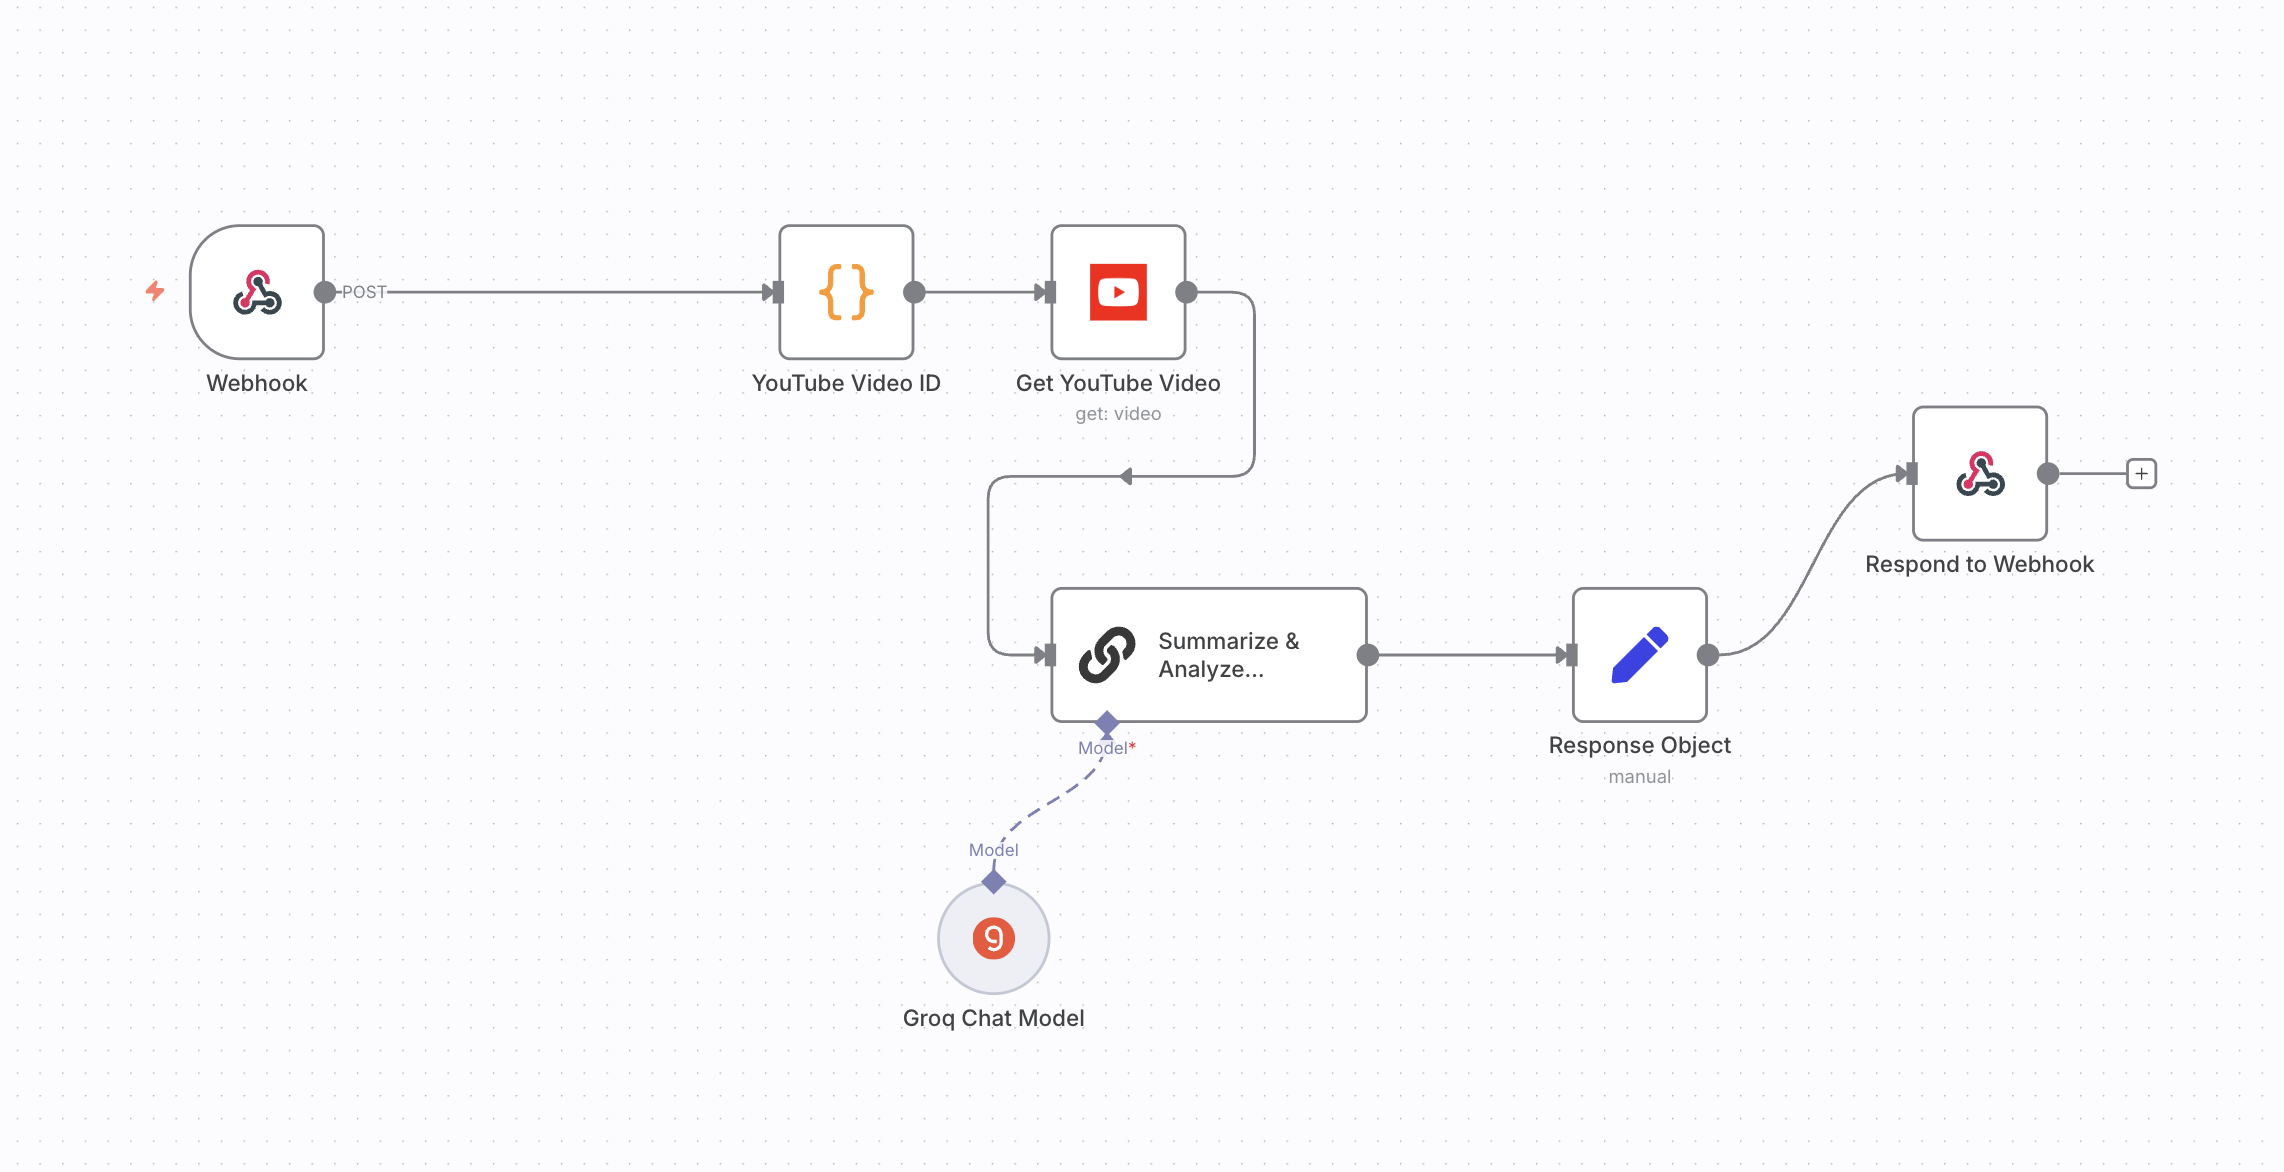 POST
Webhook
YouTube Video ID
Get YouTube Video
get: video
Respond to Webhook
Summarize &
Analyze...
Model*
Response Object
manual
Model
Groq Chat Model